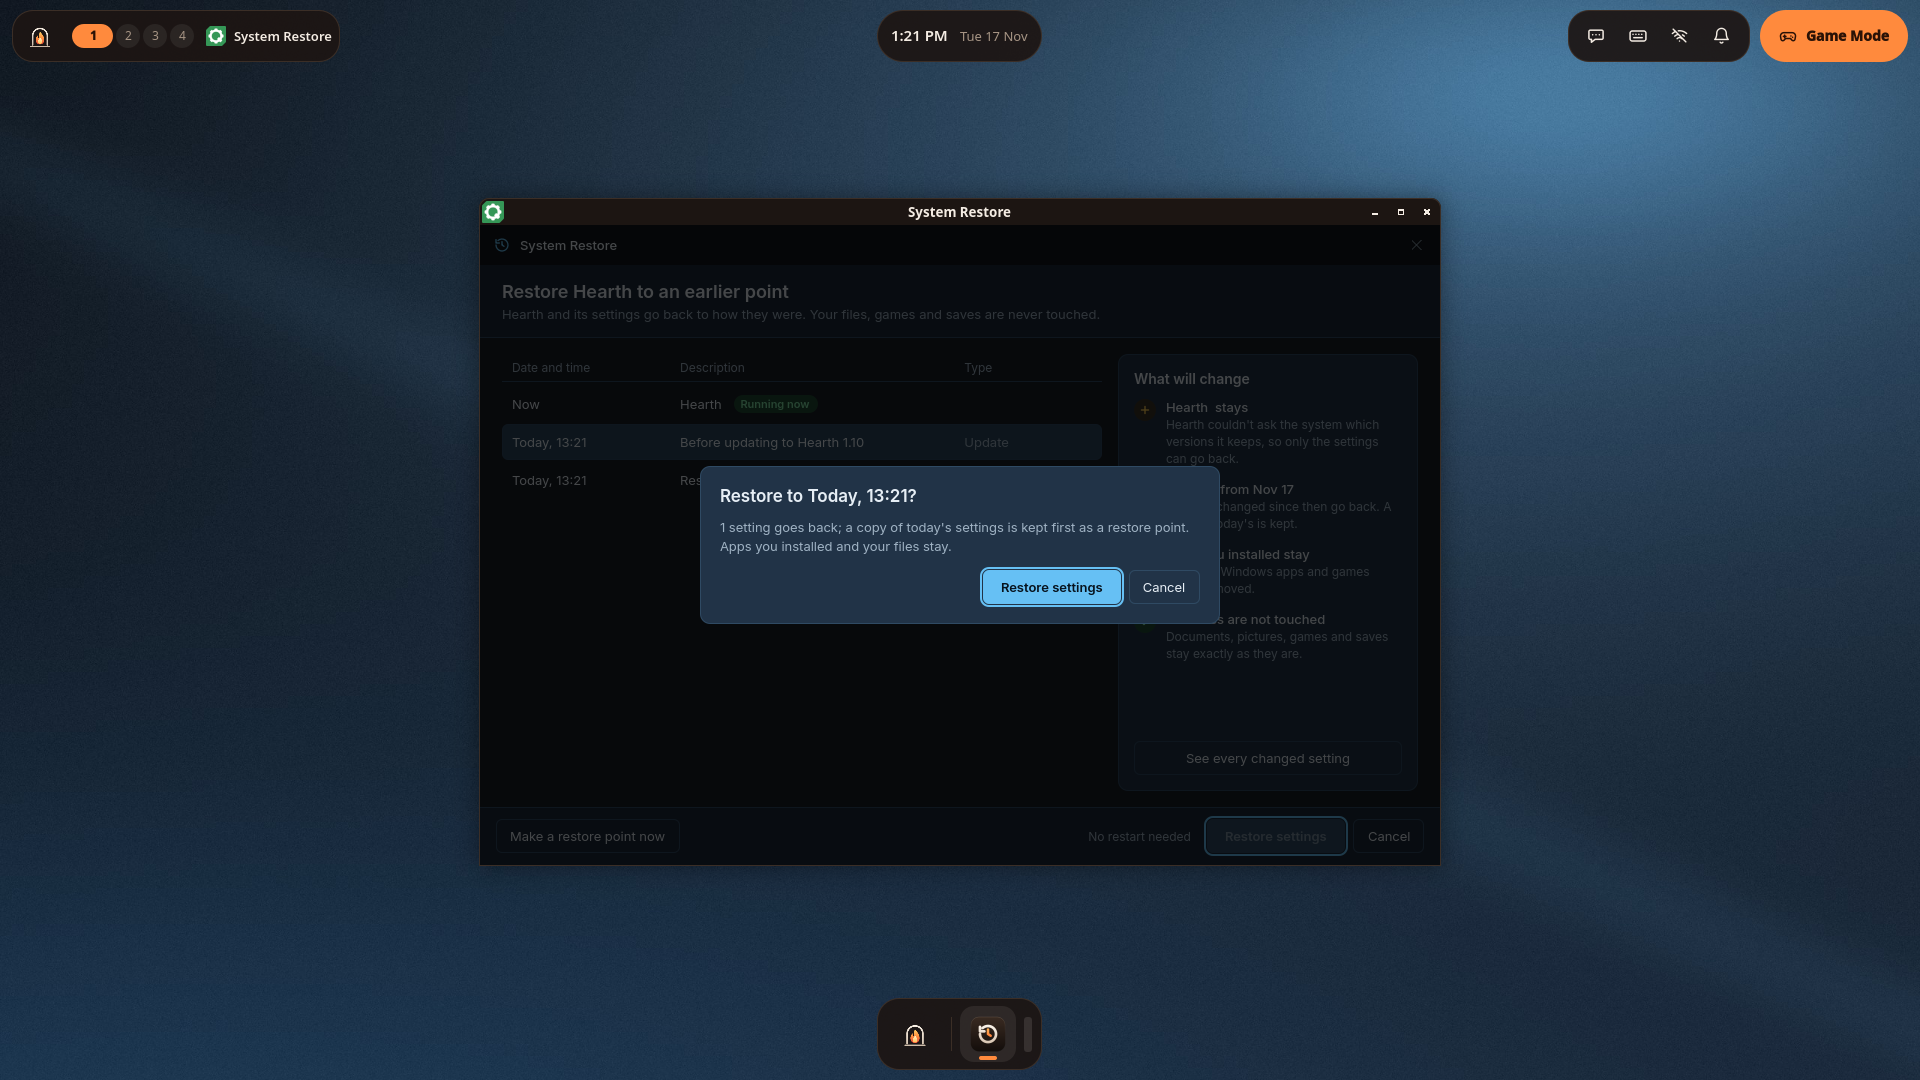 1 2 3 4 System Restore
1:21 PM Tue 17 Nov
Game Mode
System Restore
System Restore
Restore Hearth to an earlier point
Hearth and its settings go back to how they were. Your files, games and saves are never touched.
Date and time Description Type
Now Hearth Running now
Today, 13:21 Before updating to Hearth 1.10 Update
Today, 13:21
What will change
Hearth stays
Hearth couldn't ask the system which
versions it keeps, so only the settings
can go back.
from Nov 17
changed since then go back. A
is kept.
installed stay
Windows apps and games
are not touched
Documents, pictures, games and saves
stay exactly as they are.
See every changed setting
Restore to Today, 13:21?
1 setting goes back; a copy of today's settings is kept first as a restore point.
Apps you installed and your files stay.
Restore settings Cancel
Make a restore point now No restart needed Restore settings Cancel